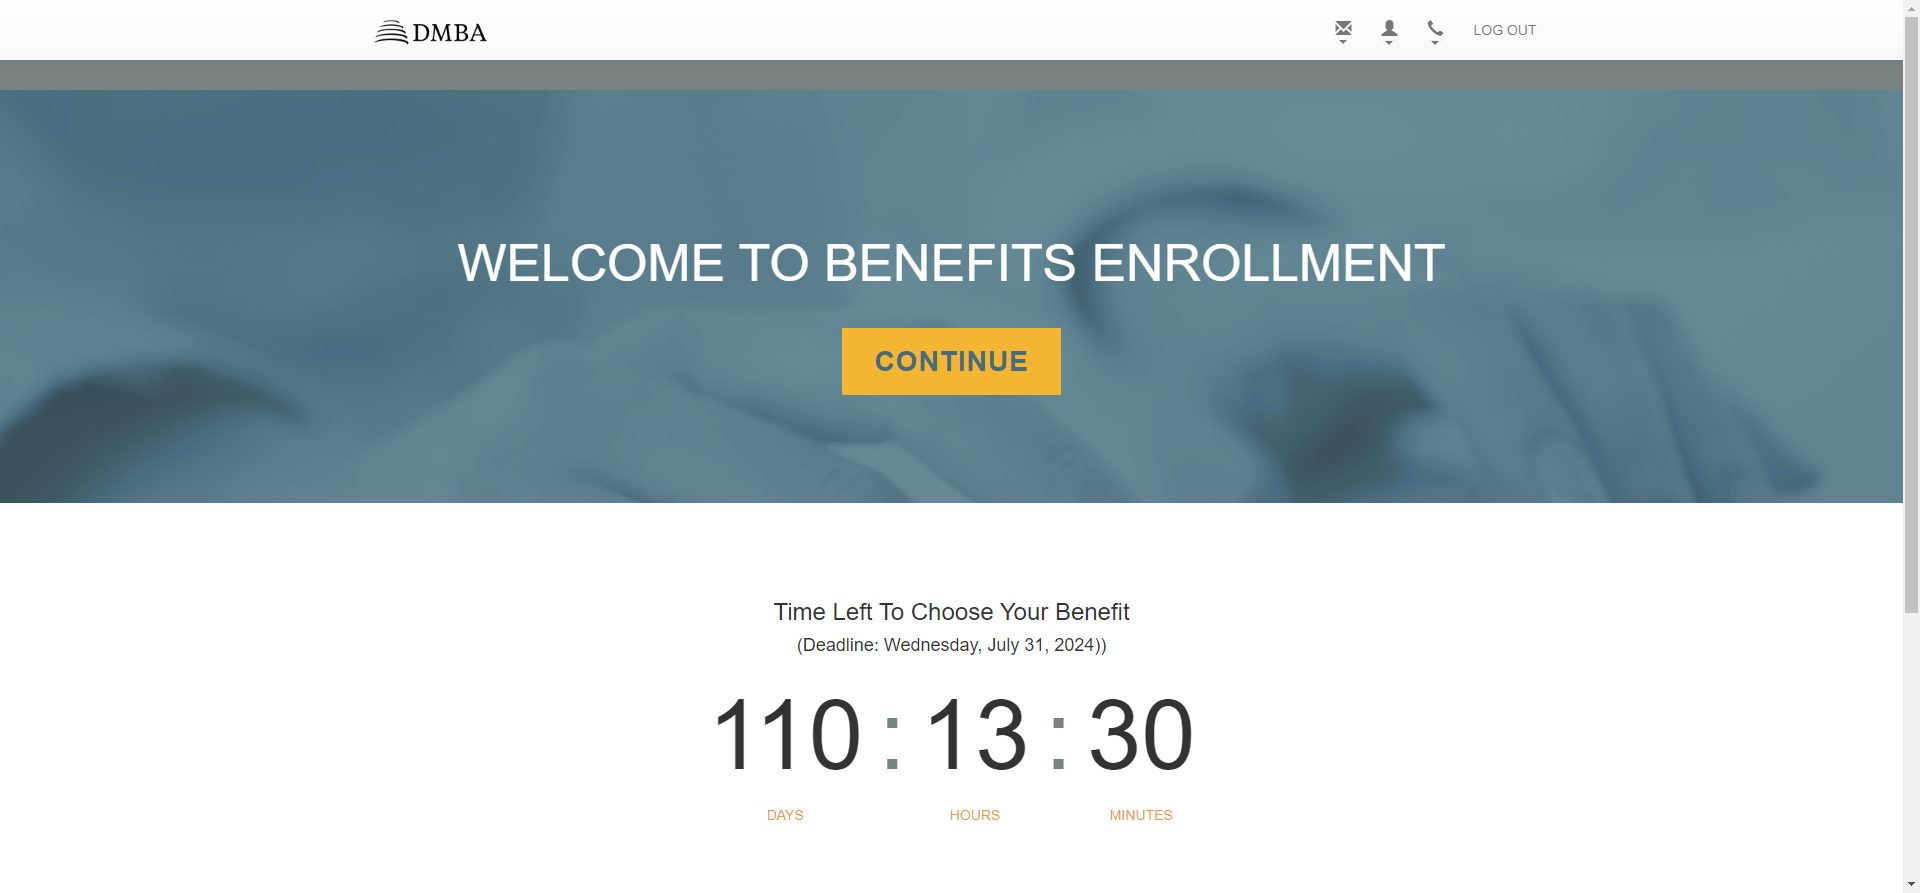 DMBA
LOG OUT
WELCOME TO BENEFITS ENROLLMENT
CONTINUE
Time Left To Choose Your Benefit
(Deadline: Wednesday, July 31, 2024))
110 : 13 : 30
DAYS HOURS MINUTES